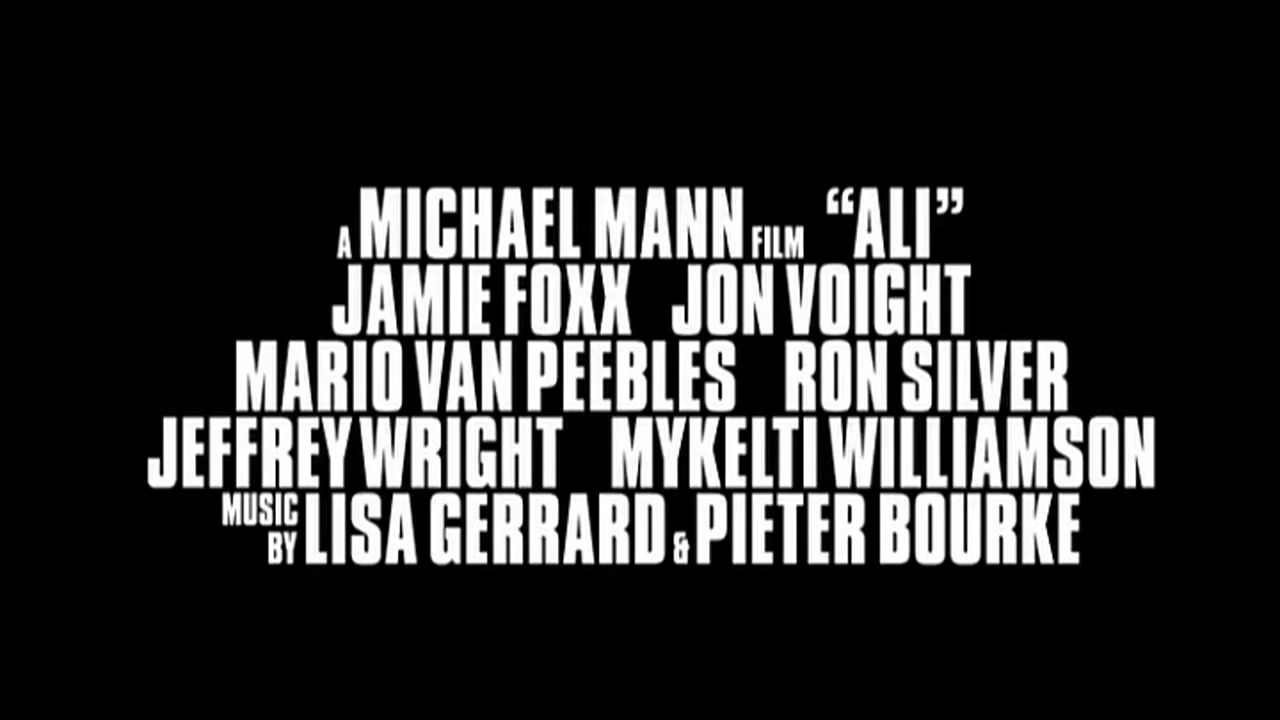 A MICHAEL MANN FILM “ALI”
JAMIE FOXX JON VOIGHT
MARIO VAN PEEBLES RON SILVER
JEFFREY WRIGHT MYKELTI WILLIAMSON
MUSIC BY LISA GERRARD & PIETER BOURKE